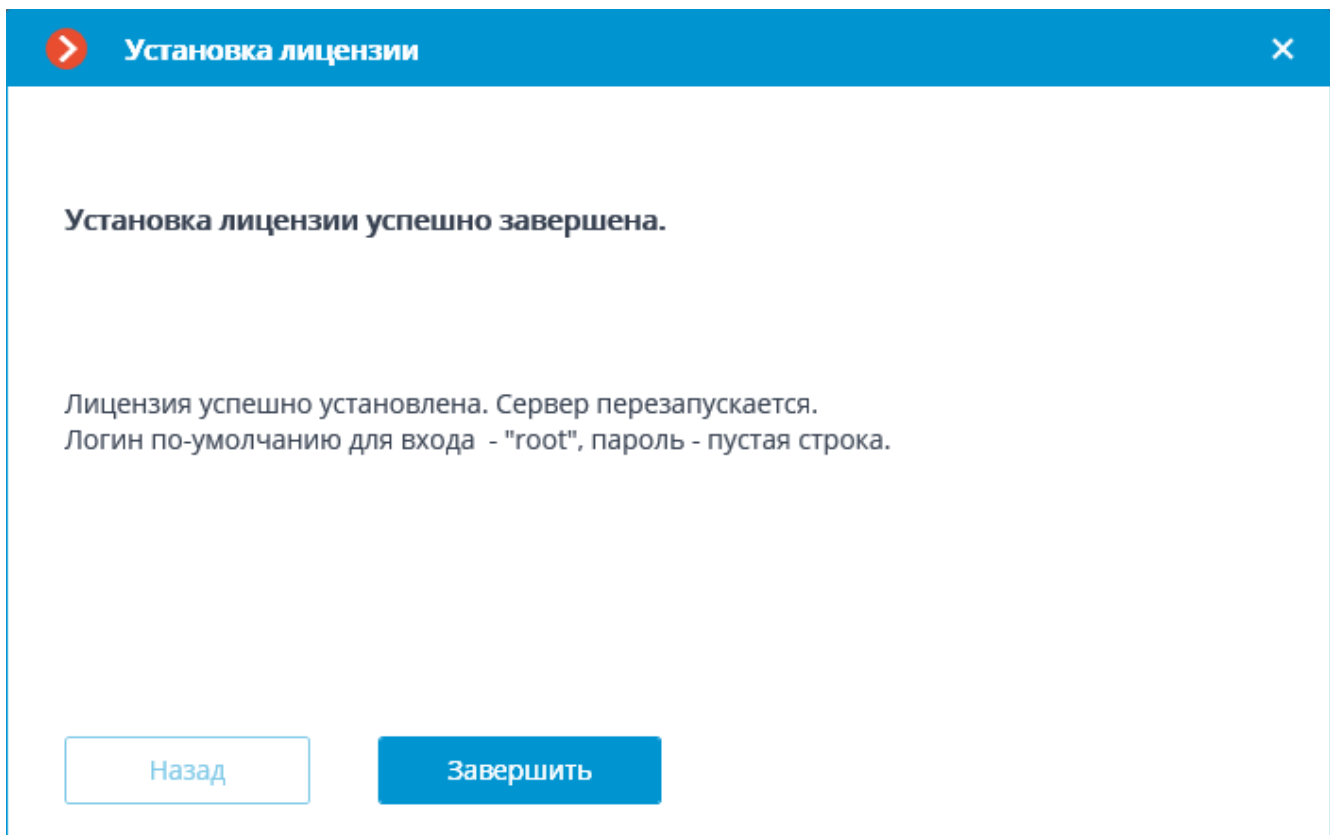 Установка лицензии
Установка лицензии успешно завершена.
Лицензия успешно установлена. Сервер перезапускается.
Логин по-умолчанию для входа  - "root", пароль - пустая строка.
Назад
Завершить